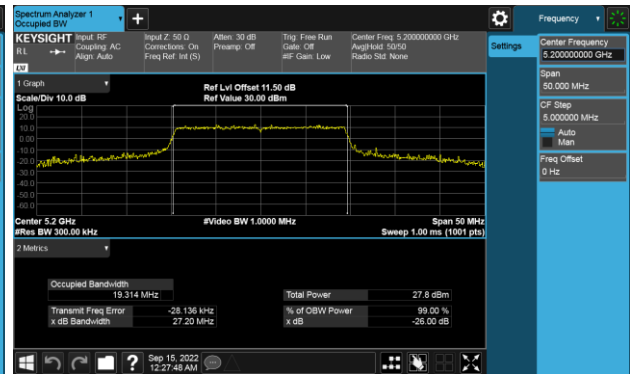 Spectrum Analyzer 1
Occupied BW
KEYSIGHT
RL
Input: RF
Coupling: AC
Align: Auto
Input Z: 50 Ω
Corrections: On
Freq Ref: Int (S)
Atten: 30 dB
Preamp: Off
Trig: Free Run
Gate: Off
#IF Gain: Low
Center Freq: 5.200000000 GHz
Avg|Hold: 50/50
Radio Std: None
1 Graph
Scale/Div 10.0 dB
Ref Lvl Offset 11.50 dB
Ref Value 30.00 dBm
Log
20.0
10.0
0.00
-10.0
-20.0
-30.0
-40.0
-50.0
-60.0
Center 5.2 GHz
#Res BW 300.00 kHz
#Video BW 1.0000 MHz
Span 50 MHz
Sweep 1.00 ms (1001 pts)
2 Metrics
Occupied Bandwidth
19.314 MHz
Transmit Freq Error -28.136 kHz
x dB Bandwidth 27.20 MHz
Total Power 27.8 dBm
% of OBW Power 99.00 %
x dB -26.00 dB
Sep 15, 2022
12:27:48 AM
Frequency
Settings
Center Frequency
5.200000000 GHz
Span
50.000 MHz
CF Step
5.000000 MHz
Auto
Man
Freq Offset
0 Hz